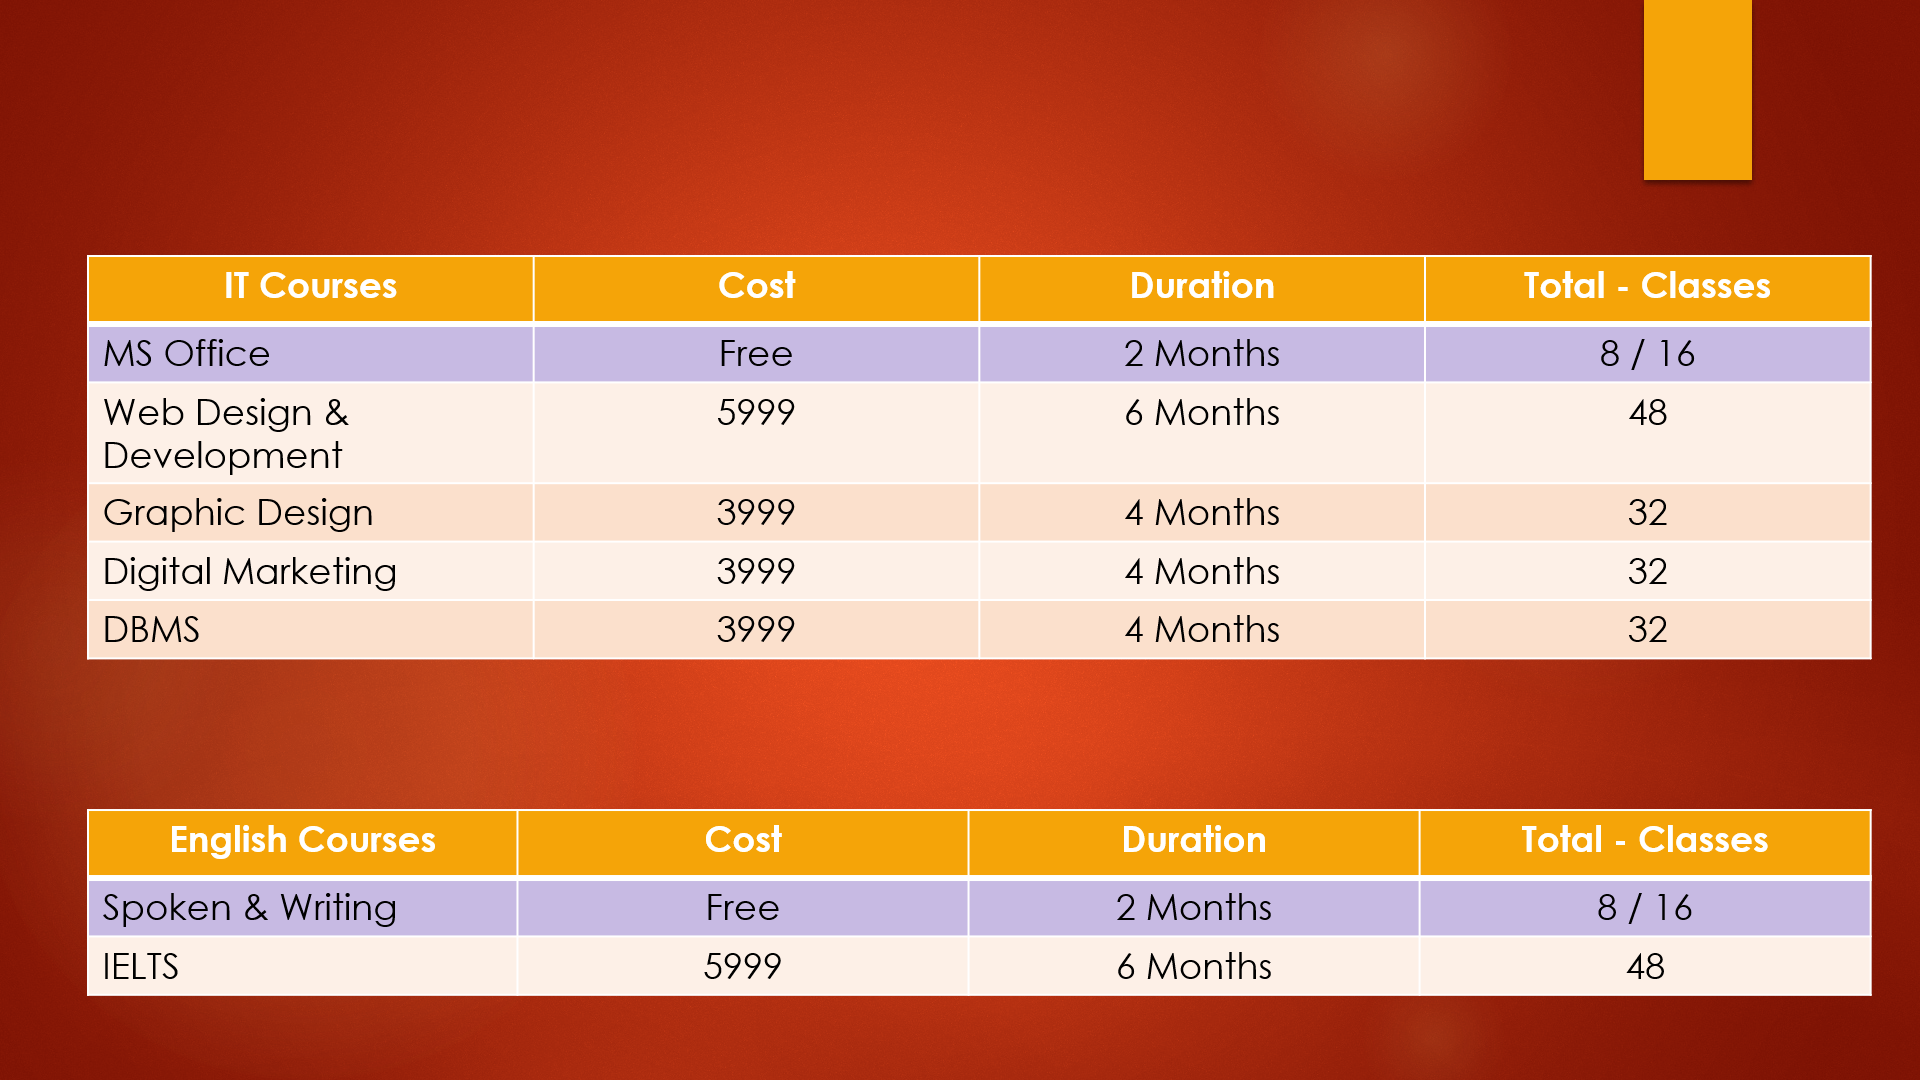 IT Courses Cost Duration Total - Classes
MS Office Free 2 Months 8 / 16
Web Design & 5999 6 Months 48
Development
Graphic Design 3999 4 Months 32
Digital Marketing 3999 4 Months 32
DBMS 3999 4 Months 32
English Courses Cost Duration Total - Classes
Spoken & Writing Free 2 Months 8 / 16
IELTS 5999 6 Months 48